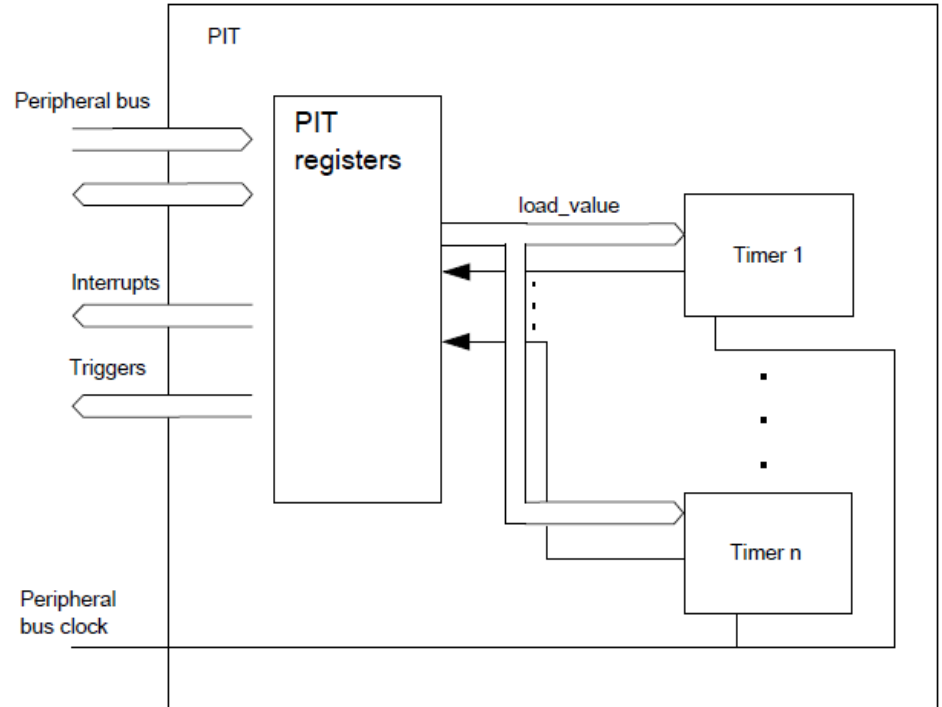 PIT
Peripheral bus
PIT
registers
load_value
Timer 1
Interrupts
Triggers
Timer n
Peripheral
bus clock